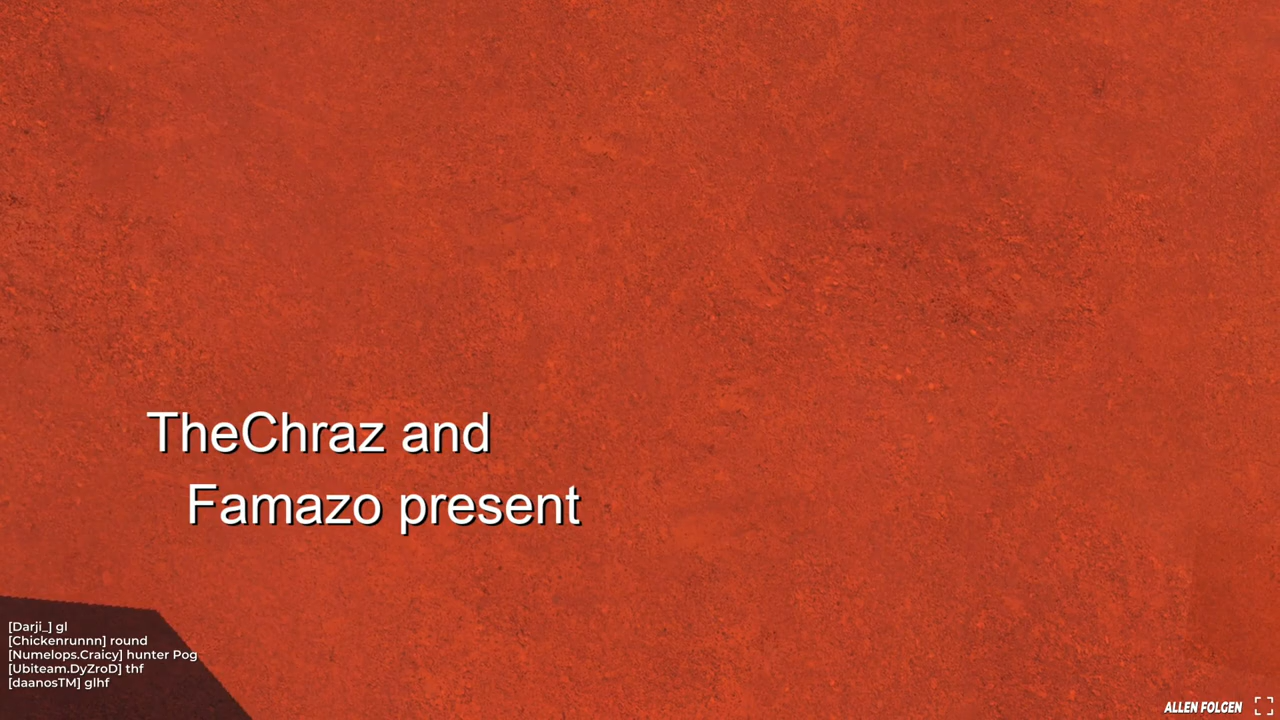 TheChraz and
Famazo present
[Darji_] gl
[Chickenrunnn] round
[Numelops.Craicy] hunter Pog
[Ubiteam.DyZroD] thf
[daanosTM] glhf
ALLEN FOLGEN